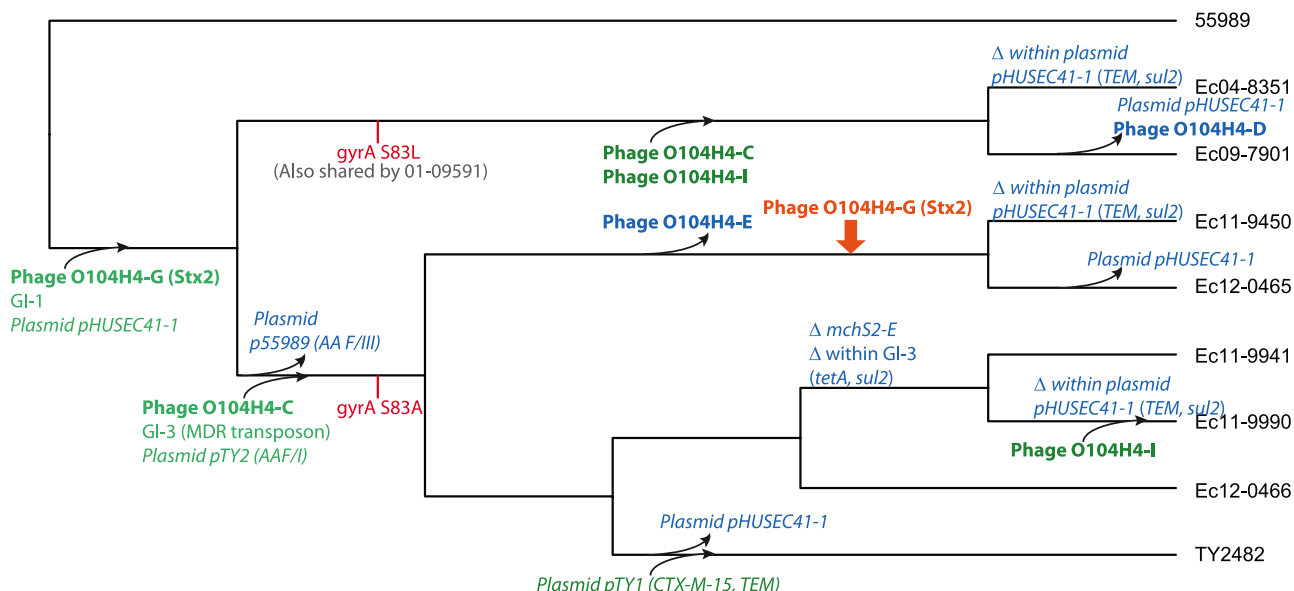 55989
Δ within plasmid
pHUSEC41-1 (TEM, sul2)
Ec04-8351
Plasmid pHUSEC41-1
Phage O104H4-D
Ec09-7901
gyrA S83L
(Also shared by 01-09591)
Phage O104H4-C
Phage O104H4-I
Phage O104H4-E
Phage O104H4-G (Stx2)
Δ within plasmid
pHUSEC41-1 (TEM, sul2)
Ec11-9450
Plasmid pHUSEC41-1
Ec12-0465
Phage O104H4-G (Stx2)
GI-1
Plasmid pHUSEC41-1
Plasmid
p55989 (AA F/III)
Phage O104H4-C
GI-3 (MDR transposon)
Plasmid pTY2 (AAF/I)
gyrA S83A
Δ mchS2-E
Δ within GI-3
(tetA, sul2)
Ec11-9941
Δ within plasmid
pHUSEC41-1 (TEM, sul2)
Ec11-9990
Phage O104H4-I
Ec12-0466
Plasmid pHUSEC41-1
TY2482
Plasmid pTY1 (CTX-M-15, TEM)